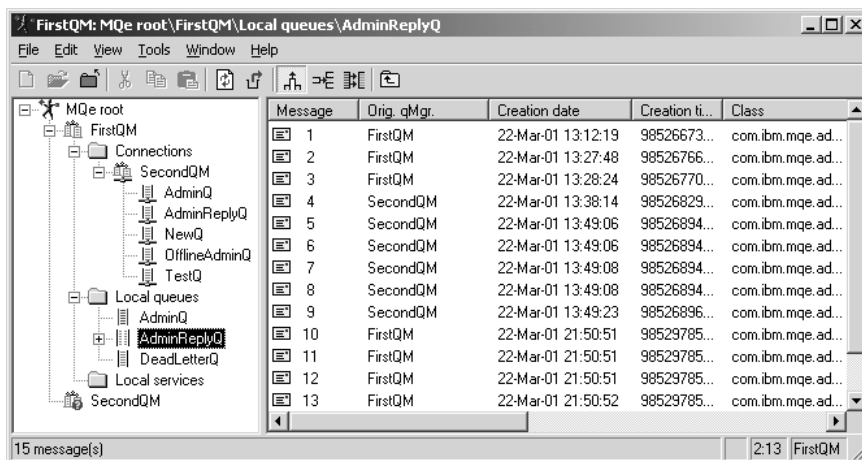 FirstQM: MQe root\FirstQM\Local queues\AdminReplyQ
File Edit View Tools Window Help
MQe root
FirstQM
Connections
SecondQM
AdminQ
AdminReplyQ
NewQ
OfflineAdminQ
TestQ
Local queues
AdminQ
AdminReplyQ
DeadLetterQ
Local services
SecondQM
Message Orig. qMgr. Creation date Creation ti... Class
1 FirstQM 22-Mar-01 13:12:19 98526673... com.ibm.mqe.ad...
2 FirstQM 22-Mar-01 13:27:48 98526766... com.ibm.mqe.ad...
3 FirstQM 22-Mar-01 13:28:24 98526770... com.ibm.mqe.ad...
4 SecondQM 22-Mar-01 13:38:14 98526829... com.ibm.mqe.ad...
5 SecondQM 22-Mar-01 13:49:06 98526894... com.ibm.mqe.ad...
6 SecondQM 22-Mar-01 13:49:06 98526894... com.ibm.mqe.ad...
7 SecondQM 22-Mar-01 13:49:08 98526894... com.ibm.mqe.ad...
8 SecondQM 22-Mar-01 13:49:08 98526894... com.ibm.mqe.ad...
9 SecondQM 22-Mar-01 13:49:23 98526896... com.ibm.mqe.ad...
10 FirstQM 22-Mar-01 21:50:51 98529785... com.ibm.mqe.ad...
11 FirstQM 22-Mar-01 21:50:51 98529785... com.ibm.mqe.ad...
12 FirstQM 22-Mar-01 21:50:51 98529785... com.ibm.mqe.ad...
13 FirstQM 22-Mar-01 21:50:52 98529785... com.ibm.mqe.ad...
15 message(s) 2:13 FirstQM